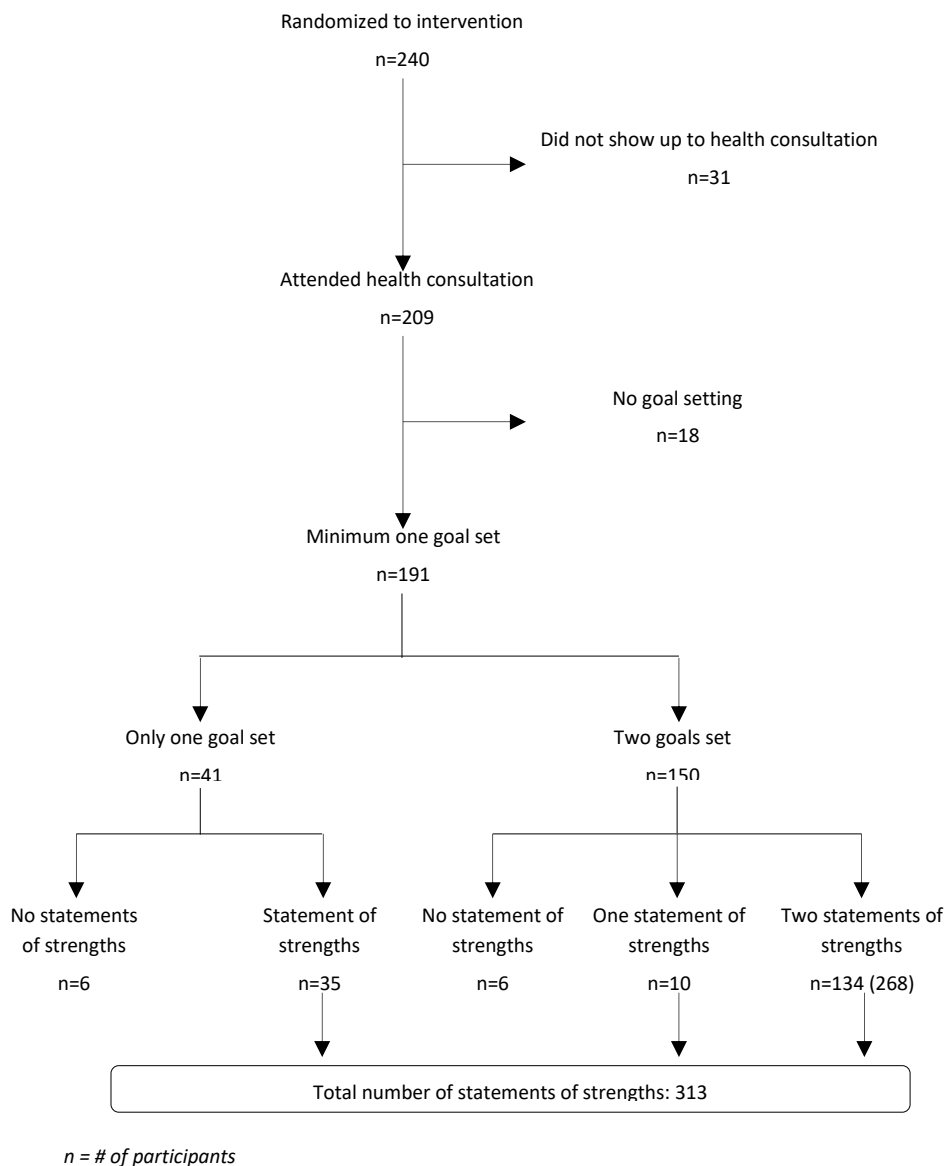 Randomized to intervention
n=240
Did not show up to health consultation
n=31
Attended health consultation
n=209
No goal setting
n=18
Minimum one goal set
n=191
Only one goal set
n=41
Two goals set
n=150
No statements
of strengths
n=6
Statement of
strengths
n=35
No statement of
strengths
n=6
One statement of
strengths
n=10
Two statements of
strengths
n=134 (268)
Total number of statements of strengths: 313
n = # of participants